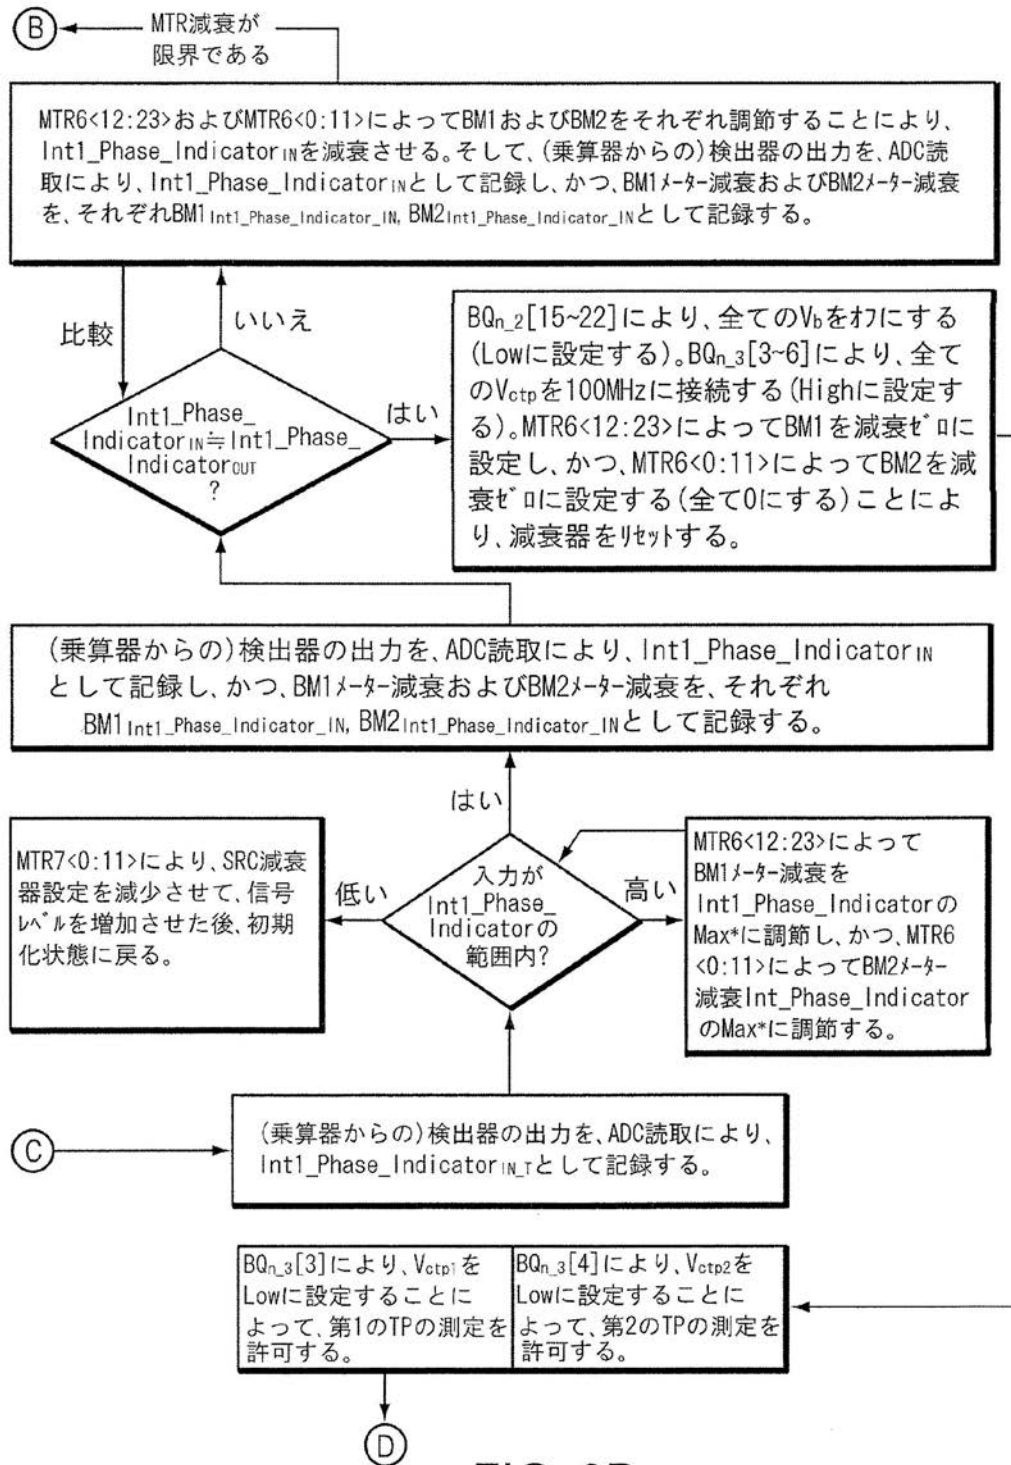 B
MTR減衰が
限界である
MTR6<12:23>およびMTR6<0:11>によってBM1およびBM2をそれぞれ調節することにより、
Int1_Phase_IndicatorINを減衰させる。そして、(乗算器からの)検出器の出力を、ADC読
取により、Int1_Phase_IndicatorINとして記録し、かつ、BM1メーター減衰およびBM2メーター減衰
を、それぞれBM1Int1_Phase_Indicator_IN, BM2Int1_Phase_Indicator_INとして記録する。
比較
いいえ
Int1_Phase_
IndicatorIN≒Int1_Phase_
IndicatorOUT
?
はい
BQn_2[15~22]により、全てのVbをオフにする
(Lowに設定する)。BQn_3[3~6]により、全て
のVctpを100MHzに接続する(Highに設定す
る)。MTR6<12:23>によってBM1を減衰ゼロに
設定し、かつ、MTR6<0:11>によってBM2を減
衰ゼロに設定する(全て0にする)ことによ
り、減衰器をリセットする。
(乗算器からの)検出器の出力を、ADC読取により、Int1_Phase_IndicatorIN
として記録し、かつ、BM1メーター減衰およびBM2メーター減衰を、それぞれ
BM1Int1_Phase_Indicator_IN, BM2Int1_Phase_Indicator_INとして記録する。
はい
MTR7<0:11>により、SRC減衰
器設定を減少させて、信号
レベルを増加させた後、初期
化状態に戻る。
低い
入力が
Int1_Phase_
Indicatorの
範囲内?
高い
MTR6<12:23>によって
BM1メーター減衰を
Int1_Phase_Indicatorの
Max*に調節し、かつ、MTR6
<0:11>によってBM2メーター
減衰Int_Phase_Indicator
のMax*に調節する。
C
(乗算器からの)検出器の出力を、ADC読取により、
Int1_Phase_IndicatorIN_Tとして記録する。
BQn_3[3]により、Vctp1を
Lowに設定することに
よって、第1のTPの測定を
許可する。
BQn_3[4]により、Vctp2を
Lowに設定することに
よって、第2のTPの測定を
許可する。
D